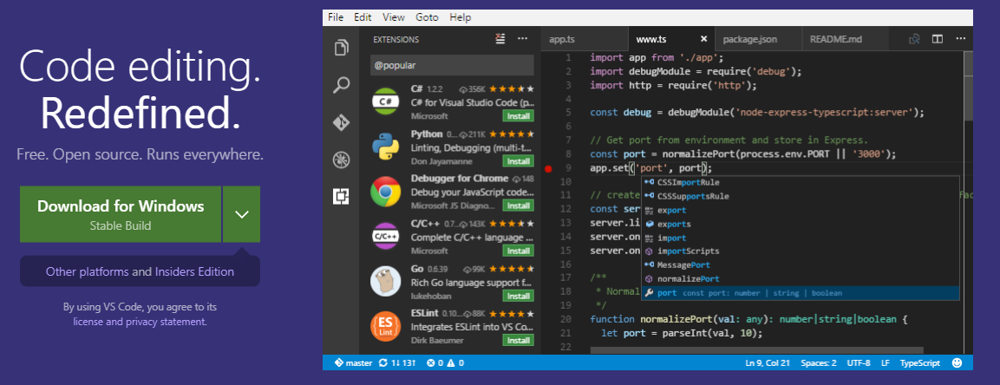 Code editing.
Redefined.
Free. Open source. Runs everywhere.
Download for Windows
Stable Build
Other platforms and Insiders Edition
By using VS Code, you agree to its
license and privacy statement.
File Edit View Goto Help
EXTENSIONS
@popular
C# 1.2.2 356K
C# for Visual Studio Code (p...
Microsoft Install
Python 0.... 211K
Linting, Debugging (multi-t...
Don Jayamanne Install
Debugger for Chrome 148
Debug your JavaScript code...
Microsoft JS Diagno... Install
C/C++ 0.7... 143K
Complete C/C++ language ...
Microsoft Install
Go 0.6.39 99K
Rich Go language support f...
lukehoban Install
ESLint 0.10... 88K
Integrates ESLint into VS Co...
Dirk Baeumer Install
C#
C/C++
ES
Lint
app.ts www.ts package.json README.md
1 import app from './app';
2 import debugModule = require('debug');
3 import http = require('http');
4
5 const debug = debugModule('node-express-typescript:server');
6
7 // Get port from environment and store in Express.
8 const port = normalizePort(process.env.PORT || '3000');
9 app.set('port', port);
10
11 // create
12 const ser
13 server.li
14 server.on
15 server.on
16
17 /**
18 * Normal
19 */
20 function normalizePort(val: any): number|string|boolean {
21 let port = parseInt(val, 10);
22
CSSImportRule
CSSSupportsRule
export
exports
import
importScripts
MessagePort
normalizePort
port const port: number | string | boolean
master 1↓ 13↑ 0 0 Ln 9, Col 21 Spaces: 2 UTF-8 LF TypeScript